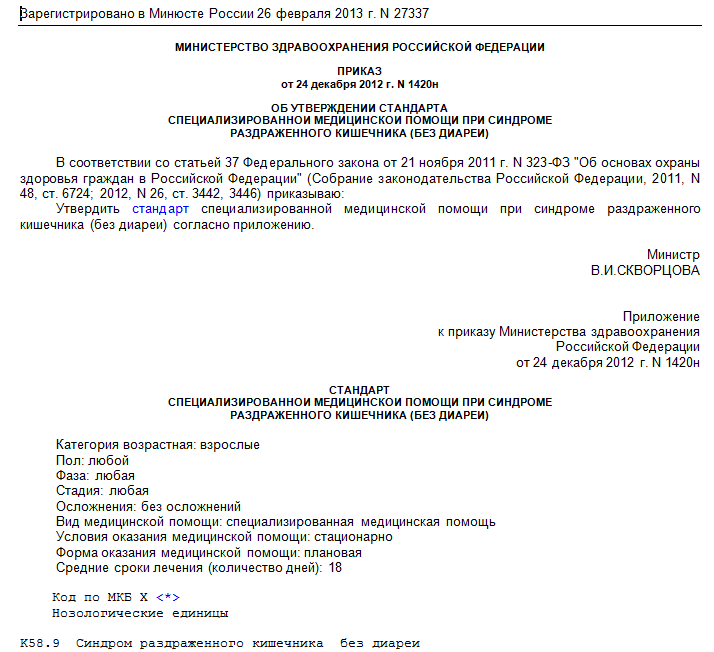 Зарегистрировано в Минюсте России 26 февраля 2013 г. N 27337
МИНИСТЕРСТВО ЗДРАВООХРАНЕНИЯ РОССИЙСКОЙ ФЕДЕРАЦИИ
ПРИКАЗ
от 24 декабря 2012 г. N 1420н
ОБ УТВЕРЖДЕНИИ СТАНДАРТА
СПЕЦИАЛИЗИРОВАННОЙ МЕДИЦИНСКОЙ ПОМОЩИ ПРИ СИНДРОМЕ
РАЗДРАЖЕННОГО КИШЕЧНИКА (БЕЗ ДИАРЕИ)
В соответствии со статьей 37 Федерального закона от 21 ноября 2011 г. N 323-ФЗ "Об основах охраны
здоровья граждан в Российской Федерации" (Собрание законодательства Российской Федерации, 2011, N
48, ст. 6724; 2012, N 26, ст. 3442, 3446) приказываю:
Утвердить стандарт специализированной медицинской помощи при синдроме раздраженного
кишечника (без диареи) согласно приложению.
Министр
В.И.СКВОРЦОВА
Приложение
к приказу Министерства здравоохранения
Российской Федерации
от 24 декабря 2012 г. N 1420н
СТАНДАРТ
СПЕЦИАЛИЗИРОВАННОЙ МЕДИЦИНСКОЙ ПОМОЩИ ПРИ СИНДРОМЕ
РАЗДРАЖЕННОГО КИШЕЧНИКА (БЕЗ ДИАРЕИ)
Категория возрастная: взрослые
Пол: любой
Фаза: любая
Стадия: любая
Осложнения: без осложнений
Вид медицинской помощи: специализированная медицинская помощь
Условия оказания медицинской помощи: стационарно
Форма оказания медицинской помощи: плановая
Средние сроки лечения (количество дней): 18
Код по МКБ X <*>
Нозологические единицы
K58.9 Синдром раздраженного кишечника без диареи